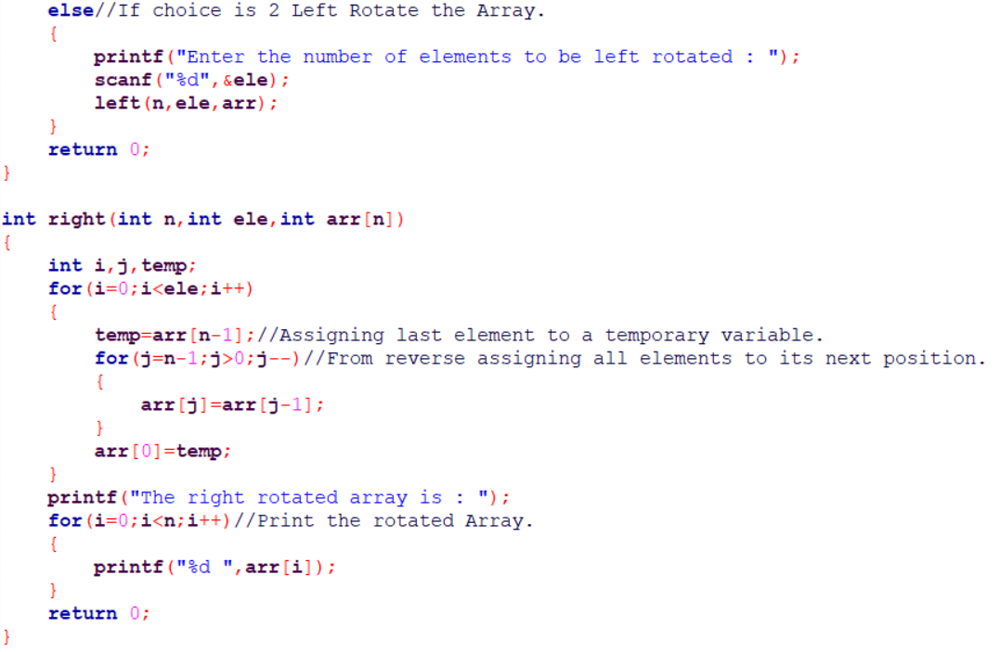 else//If choice is 2 Left Rotate the Array.
{
printf("Enter the number of elements to be left rotated : ");
scanf("%d",&ele);
left(n,ele,arr);
}
return 0;
}
int right(int n,int ele,int arr[n])
{
int i,j,temp;
for(i=0;i<ele;i++)
{
temp=arr[n-1];//Assigning last element to a temporary variable.
for(j=n-1;j>0;j--)//From reverse assigning all elements to its next position.
{
arr[j]=arr[j-1];
}
arr[0]=temp;
}
printf("The right rotated array is : ");
for(i=0;i<n;i++)//Print the rotated Array.
{
printf("%d ",arr[i]);
}
return 0;
}